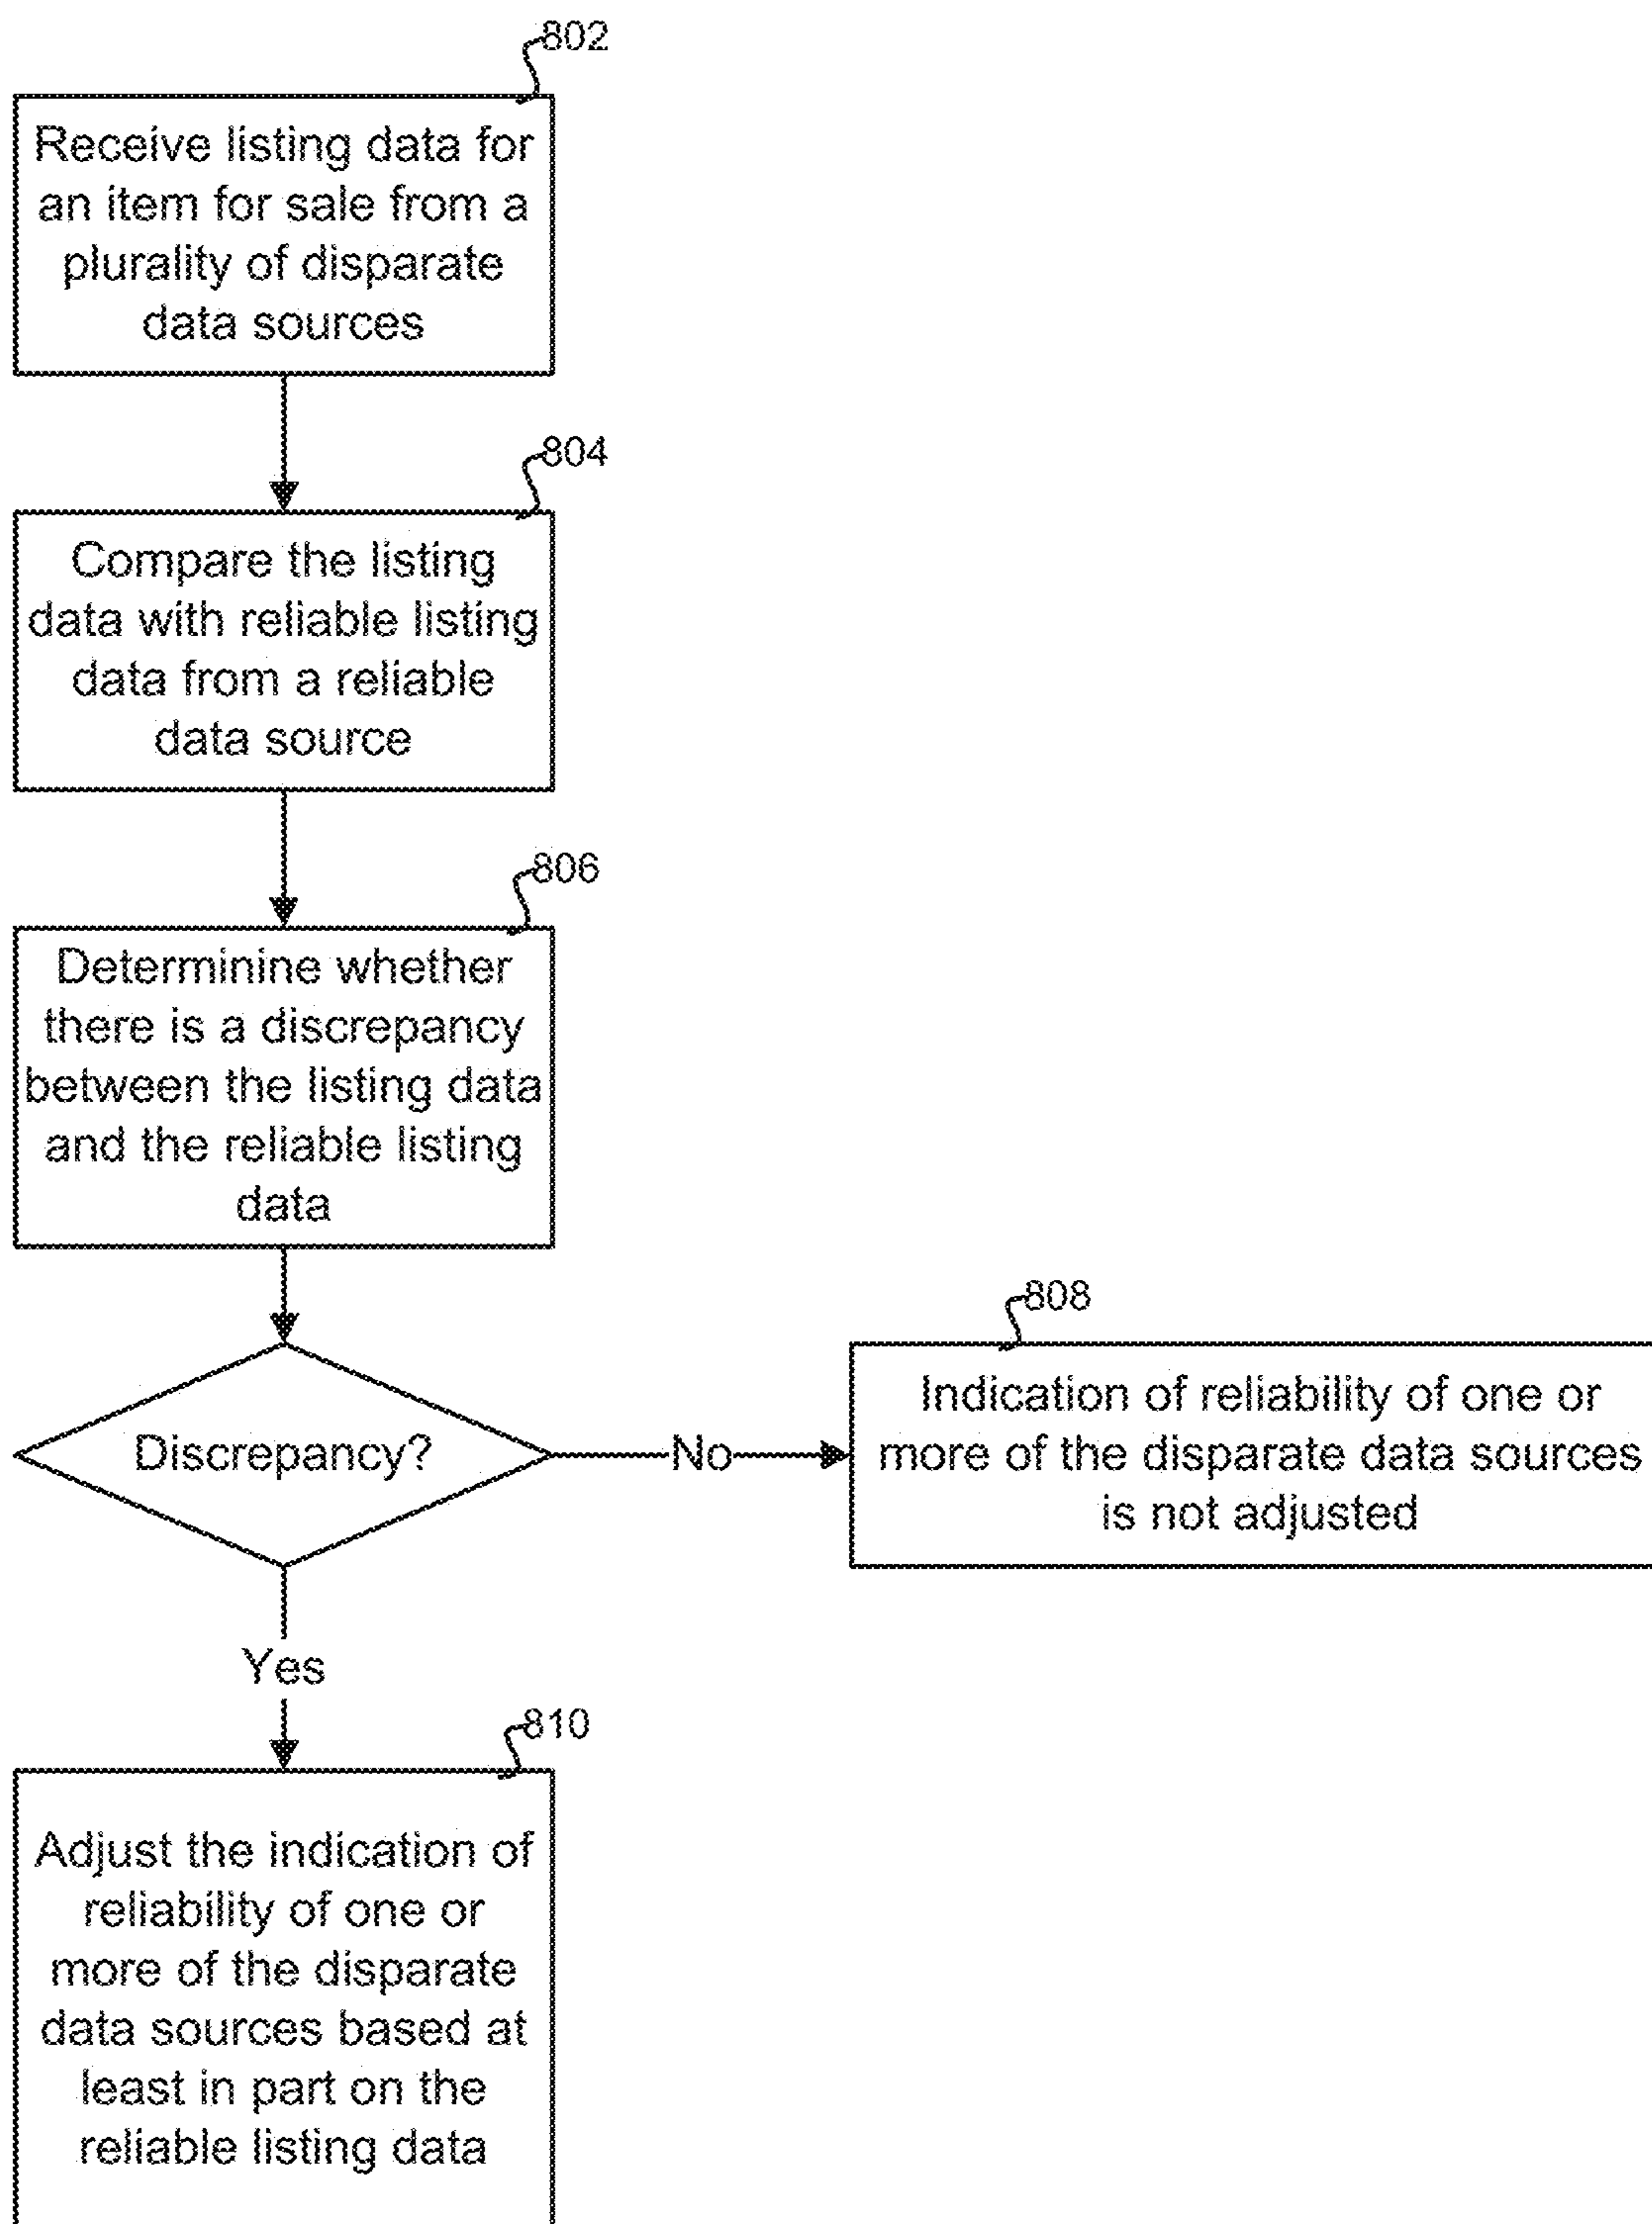 802
Receive listing data for
an item for sale from a
plurality of disparate
data sources
804
Compare the listing
data with reliable listing
data from a reliable
data source
806
Determinine whether
there is a discrepancy
between the listing data
and the reliable listing
data
808
Indication of reliability of one or
more of the disparate data sources
is not adjusted
Discrepancy?
No
Yes
810
Adjust the indication of
reliability of one or
more of the disparate
data sources based at
least in part on the
reliable listing data